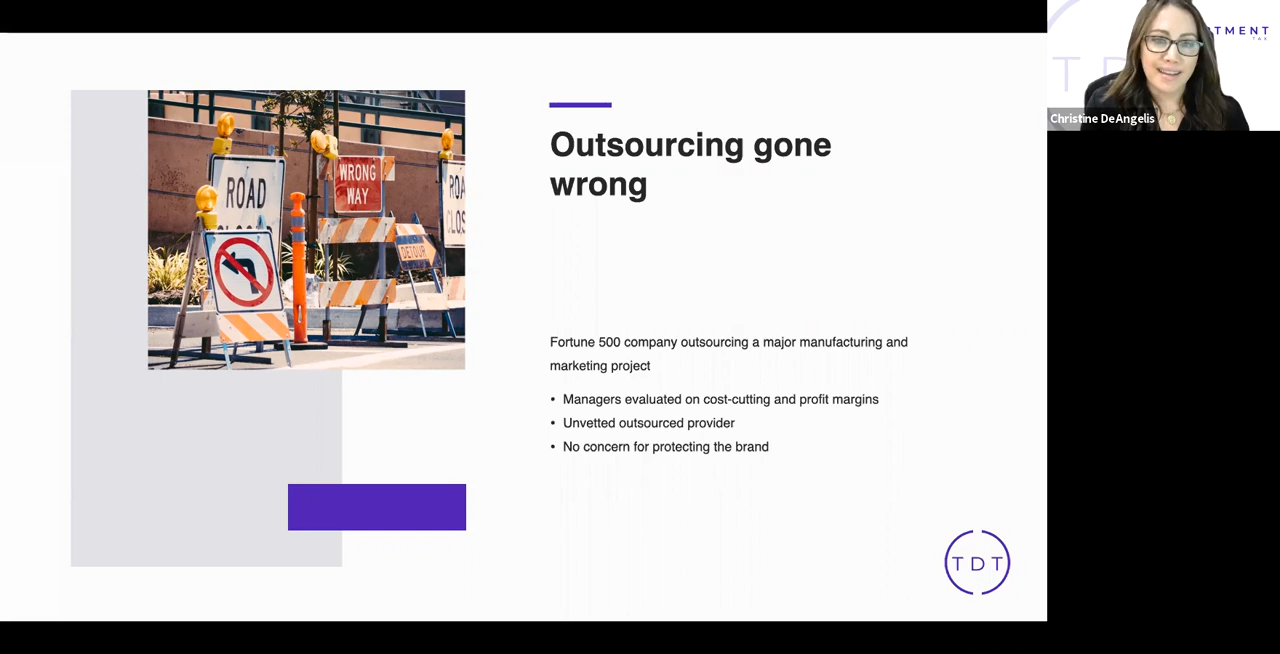 Outsourcing gone
wrong
Fortune 500 company outsourcing a major manufacturing and
marketing project
• Managers evaluated on cost-cutting and profit margins
• Unvetted outsourced provider
• No concern for protecting the brand
TDT
ROAD
WRONG
WAY
DETOUR
TMENT
Christine DeAngelis